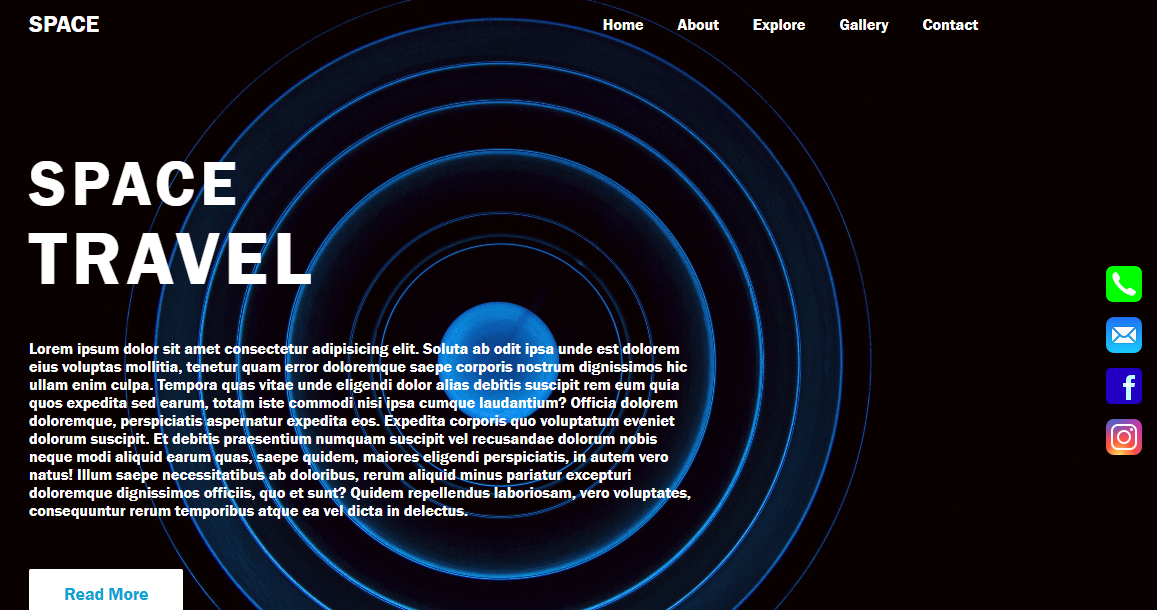 SPACE
Home About Explore Gallery Contact
SPACE
TRAVEL
Lorem ipsum dolor sit amet consectetur adipisicing elit. Soluta ab odit ipsa unde est dolorem
eius voluptas mollitia, tenetur quam error doloremque saepe corporis nostrum dignissimos hic
ullam enim culpa. Tempora quas vitae unde eligendi dolor alias debitis suscipit rem eum quia
quos expedita sed earum, totam iste commodi nisi ipsa cumque laudantium? Officia dolorem
doloremque, perspiciatis aspernatur expedita eos. Expedita corporis quo voluptatum eveniet
dolorum suscipit. Et debitis praesentium numquam suscipit vel recusandae dolorum nobis
neque modi aliquid earum quas, saepe quidem, maiores eligendi perspiciatis, in autem vero
natus! Illum saepe necessitatibus ab doloribus, rerum aliquid minus pariatur excepturi
doloremque dignissimos officiis, quo et sunt? Quidem repellendus laboriosam, vero voluptates,
consequuntur rerum temporibus atque ea vel dicta in delectus.
Read More